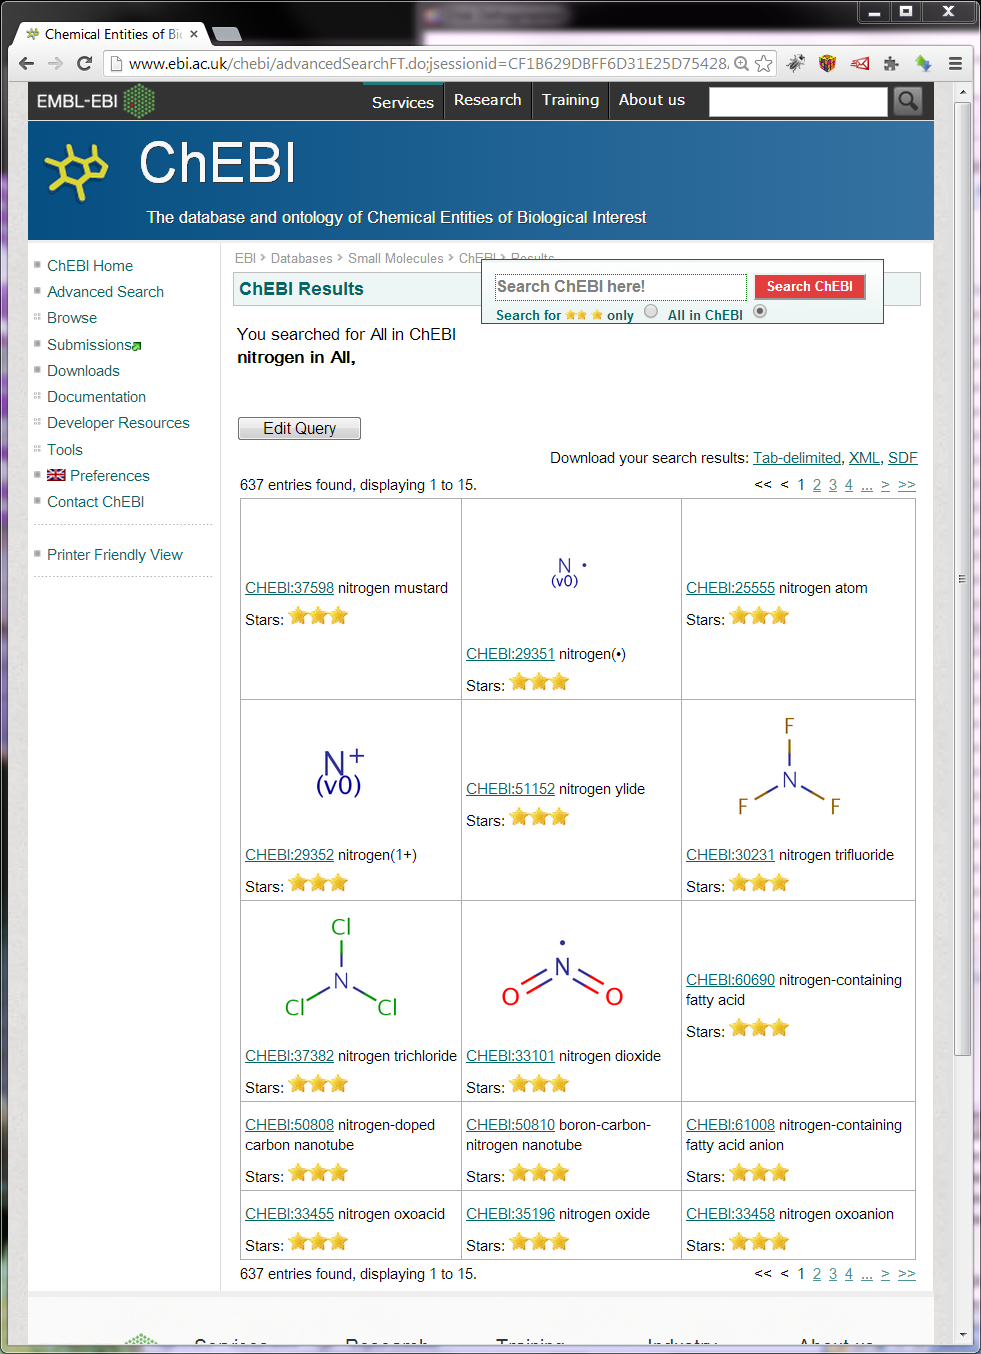 Chemical Entities of Bi
www.ebi.ac.uk/chebi/advancedSearchFT.do;jsessionid=CF1B629DBFF6D31E25D75428
EMBL-EBI
Services
Research
Training
About us
ChEBI
The database and ontology of Chemical Entities of Biological Interest
ChEBI Home
Advanced Search
Browse
Submissions
Downloads
Documentation
Developer Resources
Tools
Preferences
Contact ChEBI
Printer Friendly View
EBI > Databases > Small Molecules > ChEBI > Results
ChEBI Results
Search ChEBI here!
Search ChEBI
Search for only
All in ChEBI
You searched for All in ChEBI
nitrogen in All,
Edit Query
Download your search results: Tab-delimited, XML, SDF
637 entries found, displaying 1 to 15.
<< < 1 2 3 4 ... > >>
CHEBI:37598 nitrogen mustard
Stars:
N •
(v0)
CHEBI:29351 nitrogen(•)
Stars:
CHEBI:25555 nitrogen atom
Stars:
N+
(v0)
CHEBI:29352 nitrogen(1+)
Stars:
CHEBI:51152 nitrogen ylide
Stars:
F
N
F F
CHEBI:30231 nitrogen trifluoride
Stars:
Cl
N
Cl Cl
CHEBI:37382 nitrogen trichloride
Stars:
•
N
O O
CHEBI:33101 nitrogen dioxide
Stars:
CHEBI:60690 nitrogen-containing
fatty acid
Stars:
CHEBI:50808 nitrogen-doped
carbon nanotube
Stars:
CHEBI:50810 boron-carbon-
nitrogen nanotube
Stars:
CHEBI:61008 nitrogen-containing
fatty acid anion
Stars:
CHEBI:33455 nitrogen oxoacid
Stars:
CHEBI:35196 nitrogen oxide
Stars:
CHEBI:33458 nitrogen oxoanion
Stars:
637 entries found, displaying 1 to 15.
<< < 1 2 3 4 ... > >>
Services
Research
Training
Industry
About us